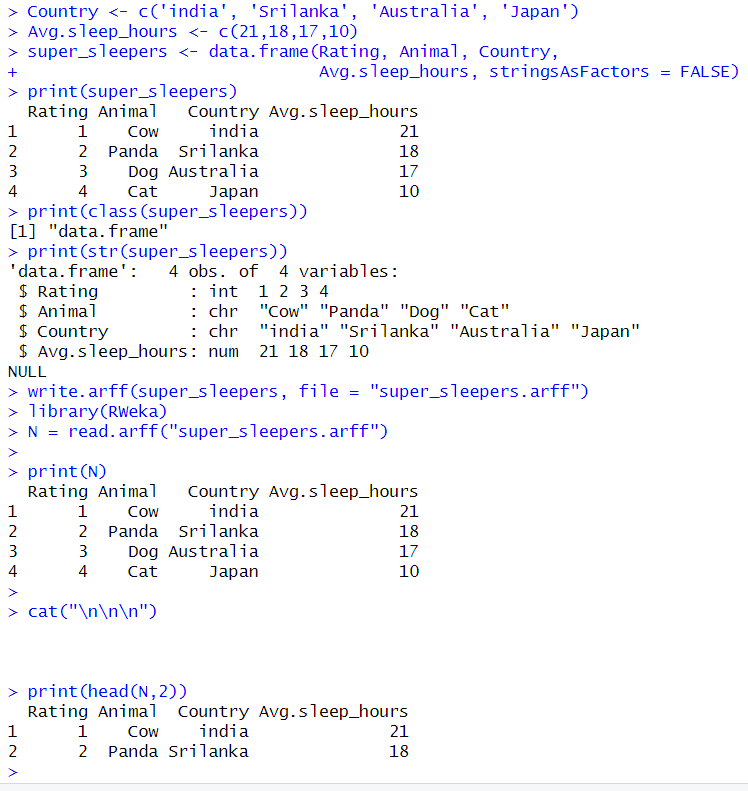 > Country <- c('india', 'Srilanka', 'Australia', 'Japan')
> Avg.sleep_hours <- c(21,18,17,10)
> super_sleepers <- data.frame(Rating, Animal, Country,
+                              Avg.sleep_hours, stringsAsFactors = FALSE)
> print(super_sleepers)
  Rating Animal   Country Avg.sleep_hours
1      1    Cow     india              21
2      2  Panda  Srilanka              18
3      3    Dog Australia              17
4      4    Cat     Japan              10
> print(class(super_sleepers))
[1] "data.frame"
> print(str(super_sleepers))
'data.frame':   4 obs. of  4 variables:
 $ Rating         : int  1 2 3 4
 $ Animal         : chr  "Cow" "Panda" "Dog" "Cat"
 $ Country        : chr  "india" "Srilanka" "Australia" "Japan"
 $ Avg.sleep_hours: num  21 18 17 10
NULL
> write.arff(super_sleepers, file = "super_sleepers.arff")
> library(RWeka)
> N = read.arff("super_sleepers.arff")
>
> print(N)
  Rating Animal   Country Avg.sleep_hours
1      1    Cow     india              21
2      2  Panda  Srilanka              18
3      3    Dog Australia              17
4      4    Cat     Japan              10
>
> cat("\n\n\n")
> print(head(N,2))
  Rating Animal  Country Avg.sleep_hours
1      1    Cow    india              21
2      2  Panda Srilanka              18
>